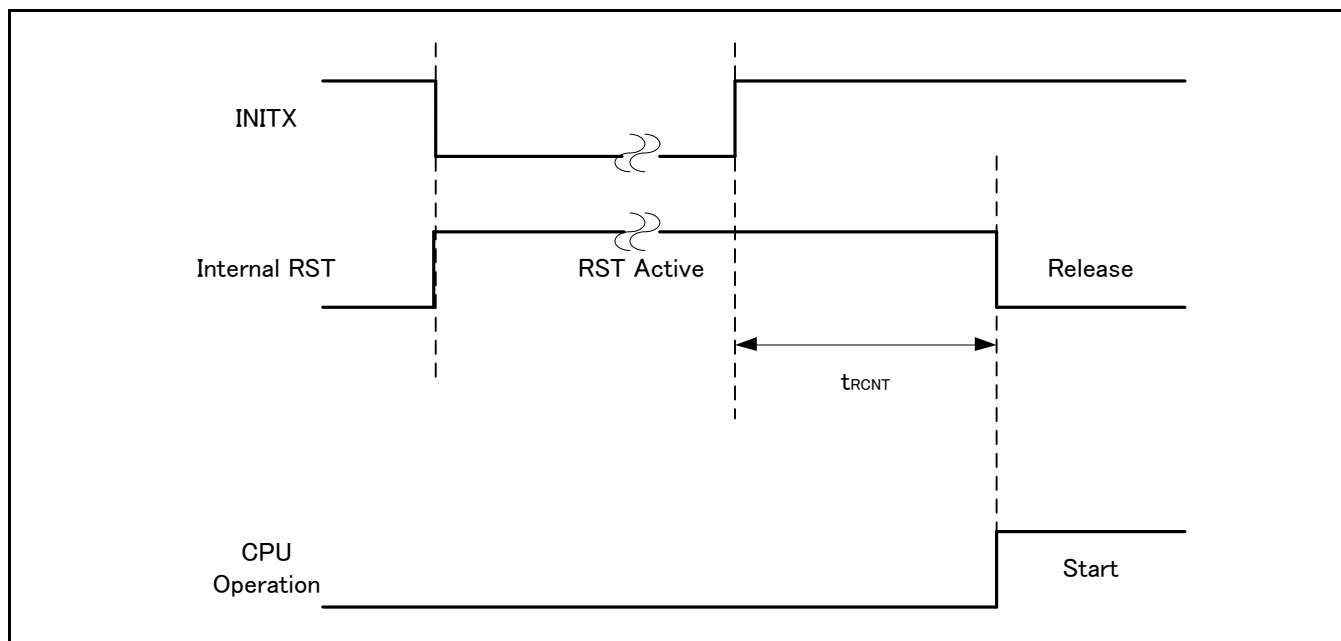 INITX
Internal RST
RST Active
Release
tRCNT
CPU
Operation
Start